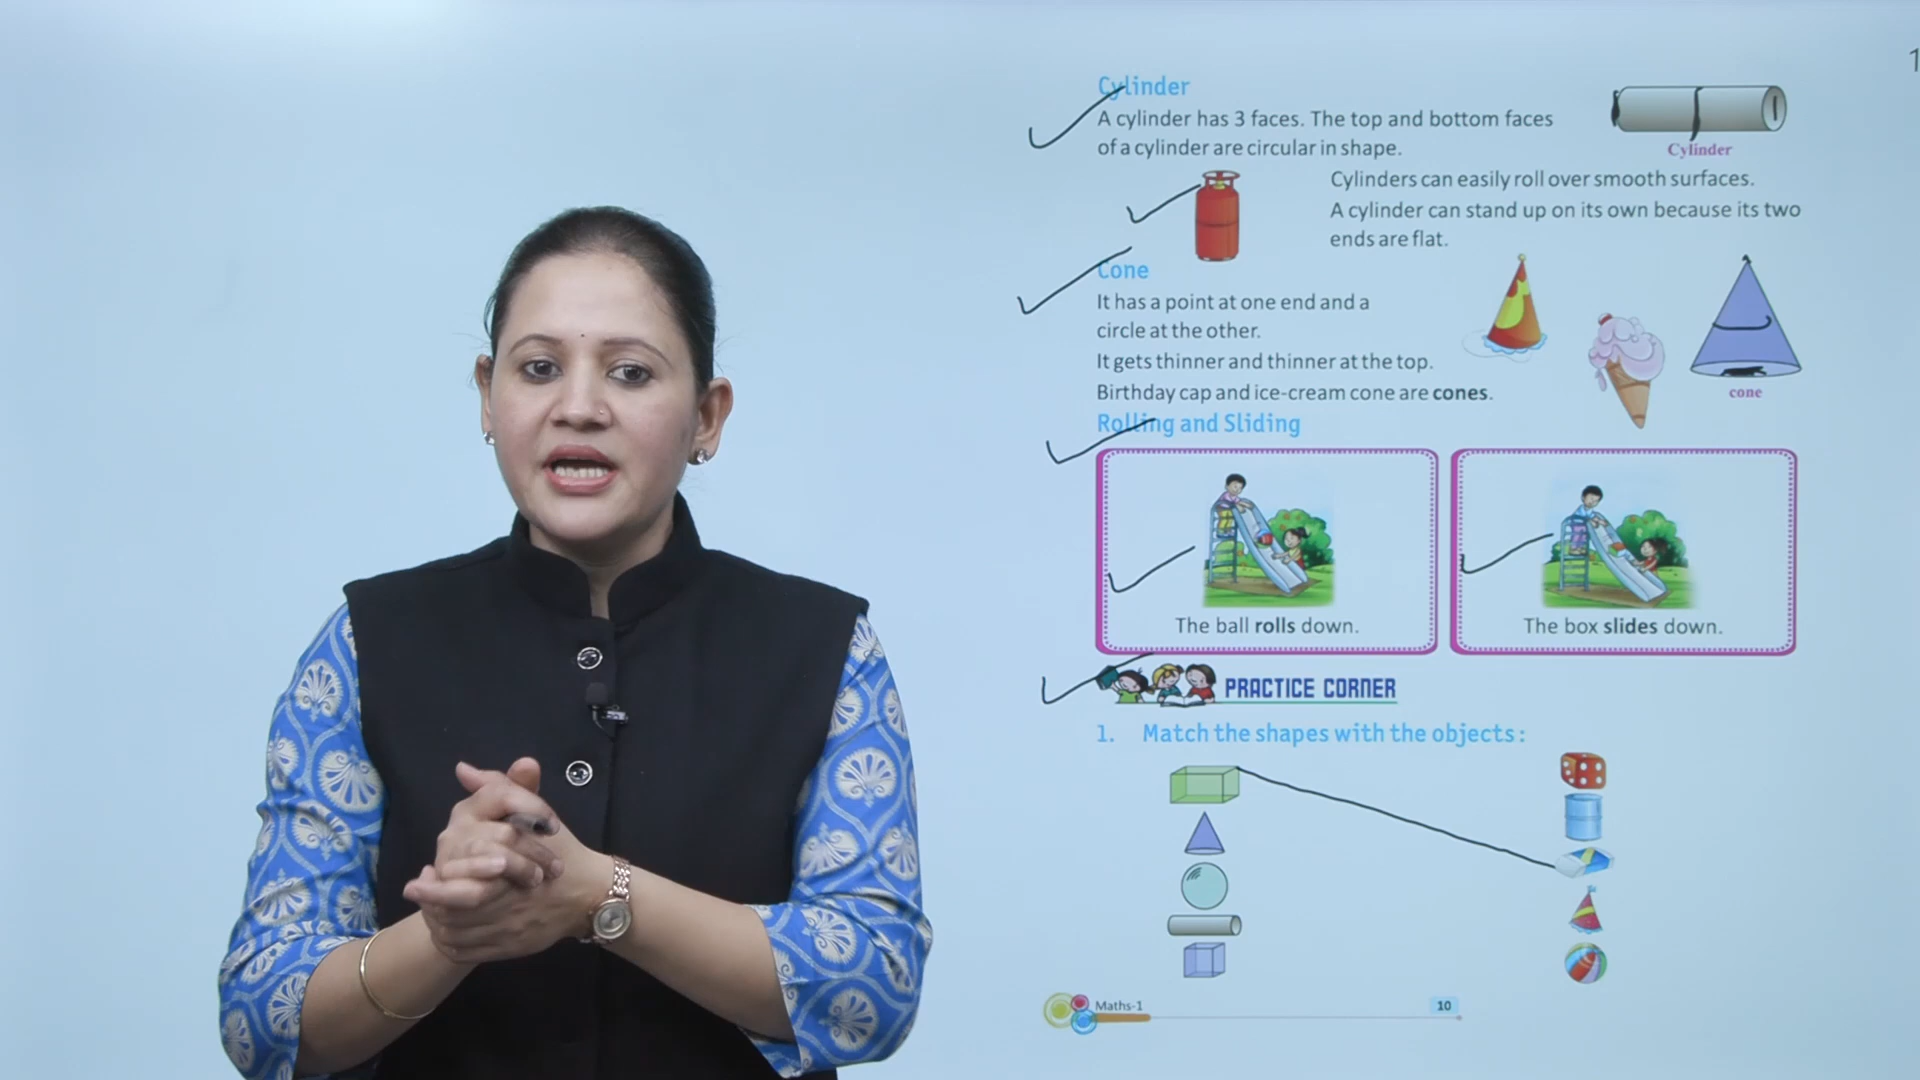 1
Cylinder
A cylinder has 3 faces. The top and bottom faces
of a cylinder are circular in shape.
Cylinder
Cylinders can easily roll over smooth surfaces.
A cylinder can stand up on its own because its two
ends are flat.
Cone
It has a point at one end and a
circle at the other.
It gets thinner and thinner at the top.
Birthday cap and ice-cream cone are cones.
cone
Rolling and Sliding
The ball rolls down.
The box slides down.
PRACTICE CORNER
1. Match the shapes with the objects :
Maths-1
10